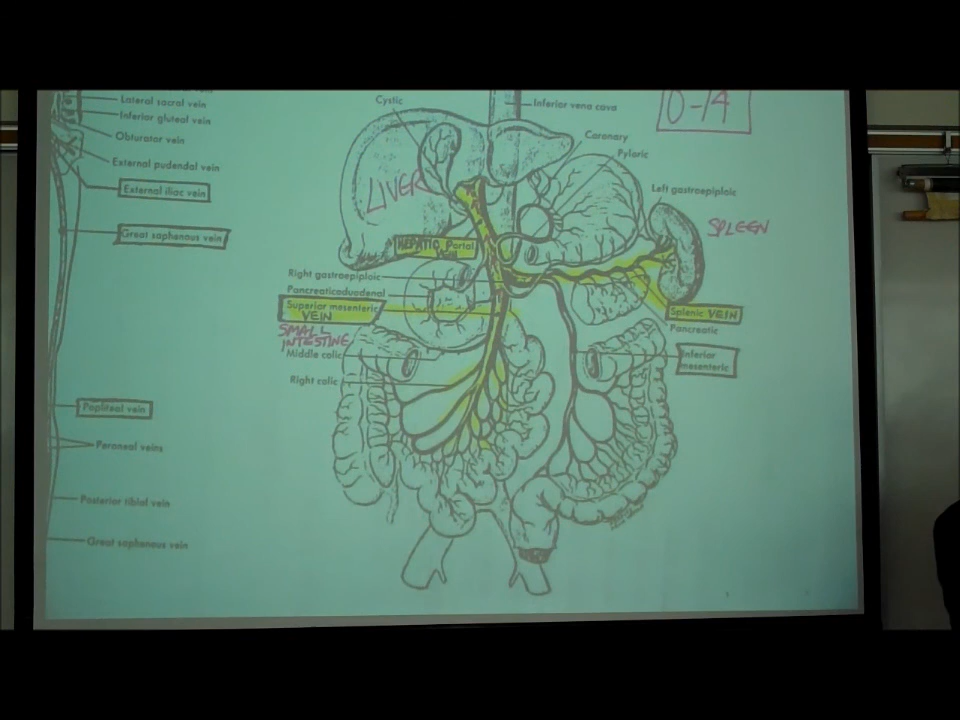 Lateral sacral vein
Inferior gluteal vein
Obturator vein
External pudendal vein
External iliac vein
Great saphenous vein
Popliteal vein
Peroneal veins
Posterior tibial vein
Great saphenous vein
Cystic
Inferior vena cava
D-14
Coronary
Pyloric
LIVER
Left gastroepiploic
SPLEEN
HEPATIC Portal
Right gastroepiploic
Pancreaticoduodenal
Superior mesenteric
VEIN
SMALL
INTESTINE
Middle colic
Right colic
Splenic VEIN
Pancreatic
Inferior
mesenteric